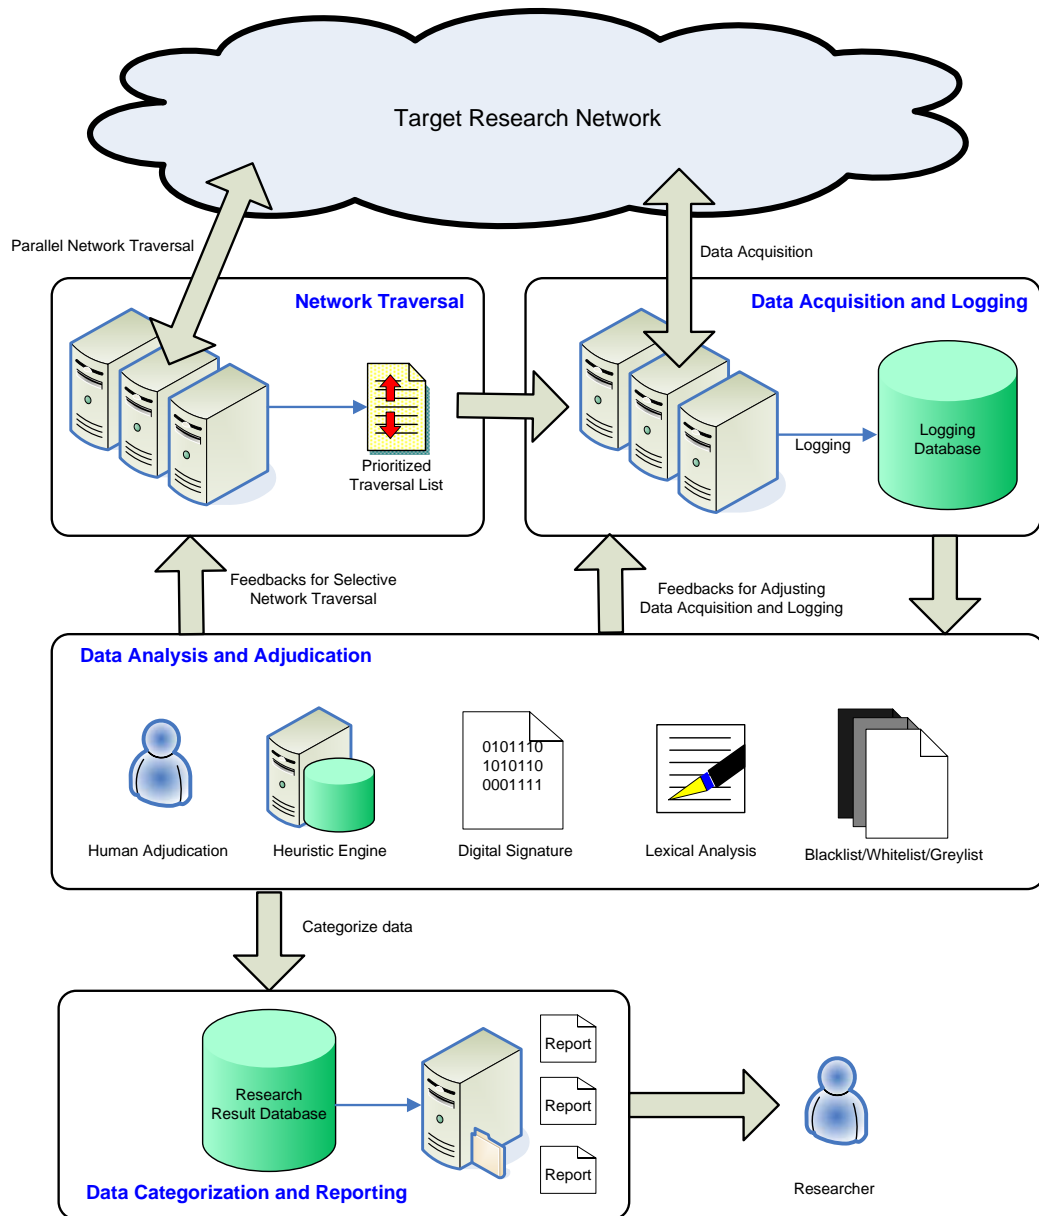 Target Research Network
Parallel Network Traversal
Data Acquisition
Network Traversal
Prioritized
Traversal List
Data Acquisition and Logging
Logging
Logging
Database
Feedbacks for Selective
Network Traversal
Feedbacks for Adjusting
Data Acquisition and Logging
Data Analysis and Adjudication
0101110
1010110
0001111
Human Adjudication
Heuristic Engine
Digital Signature
Lexical Analysis
Blacklist/Whitelist/Greylist
Categorize data
Research
Result Database
Report
Report
Report
Data Categorization and Reporting
Researcher